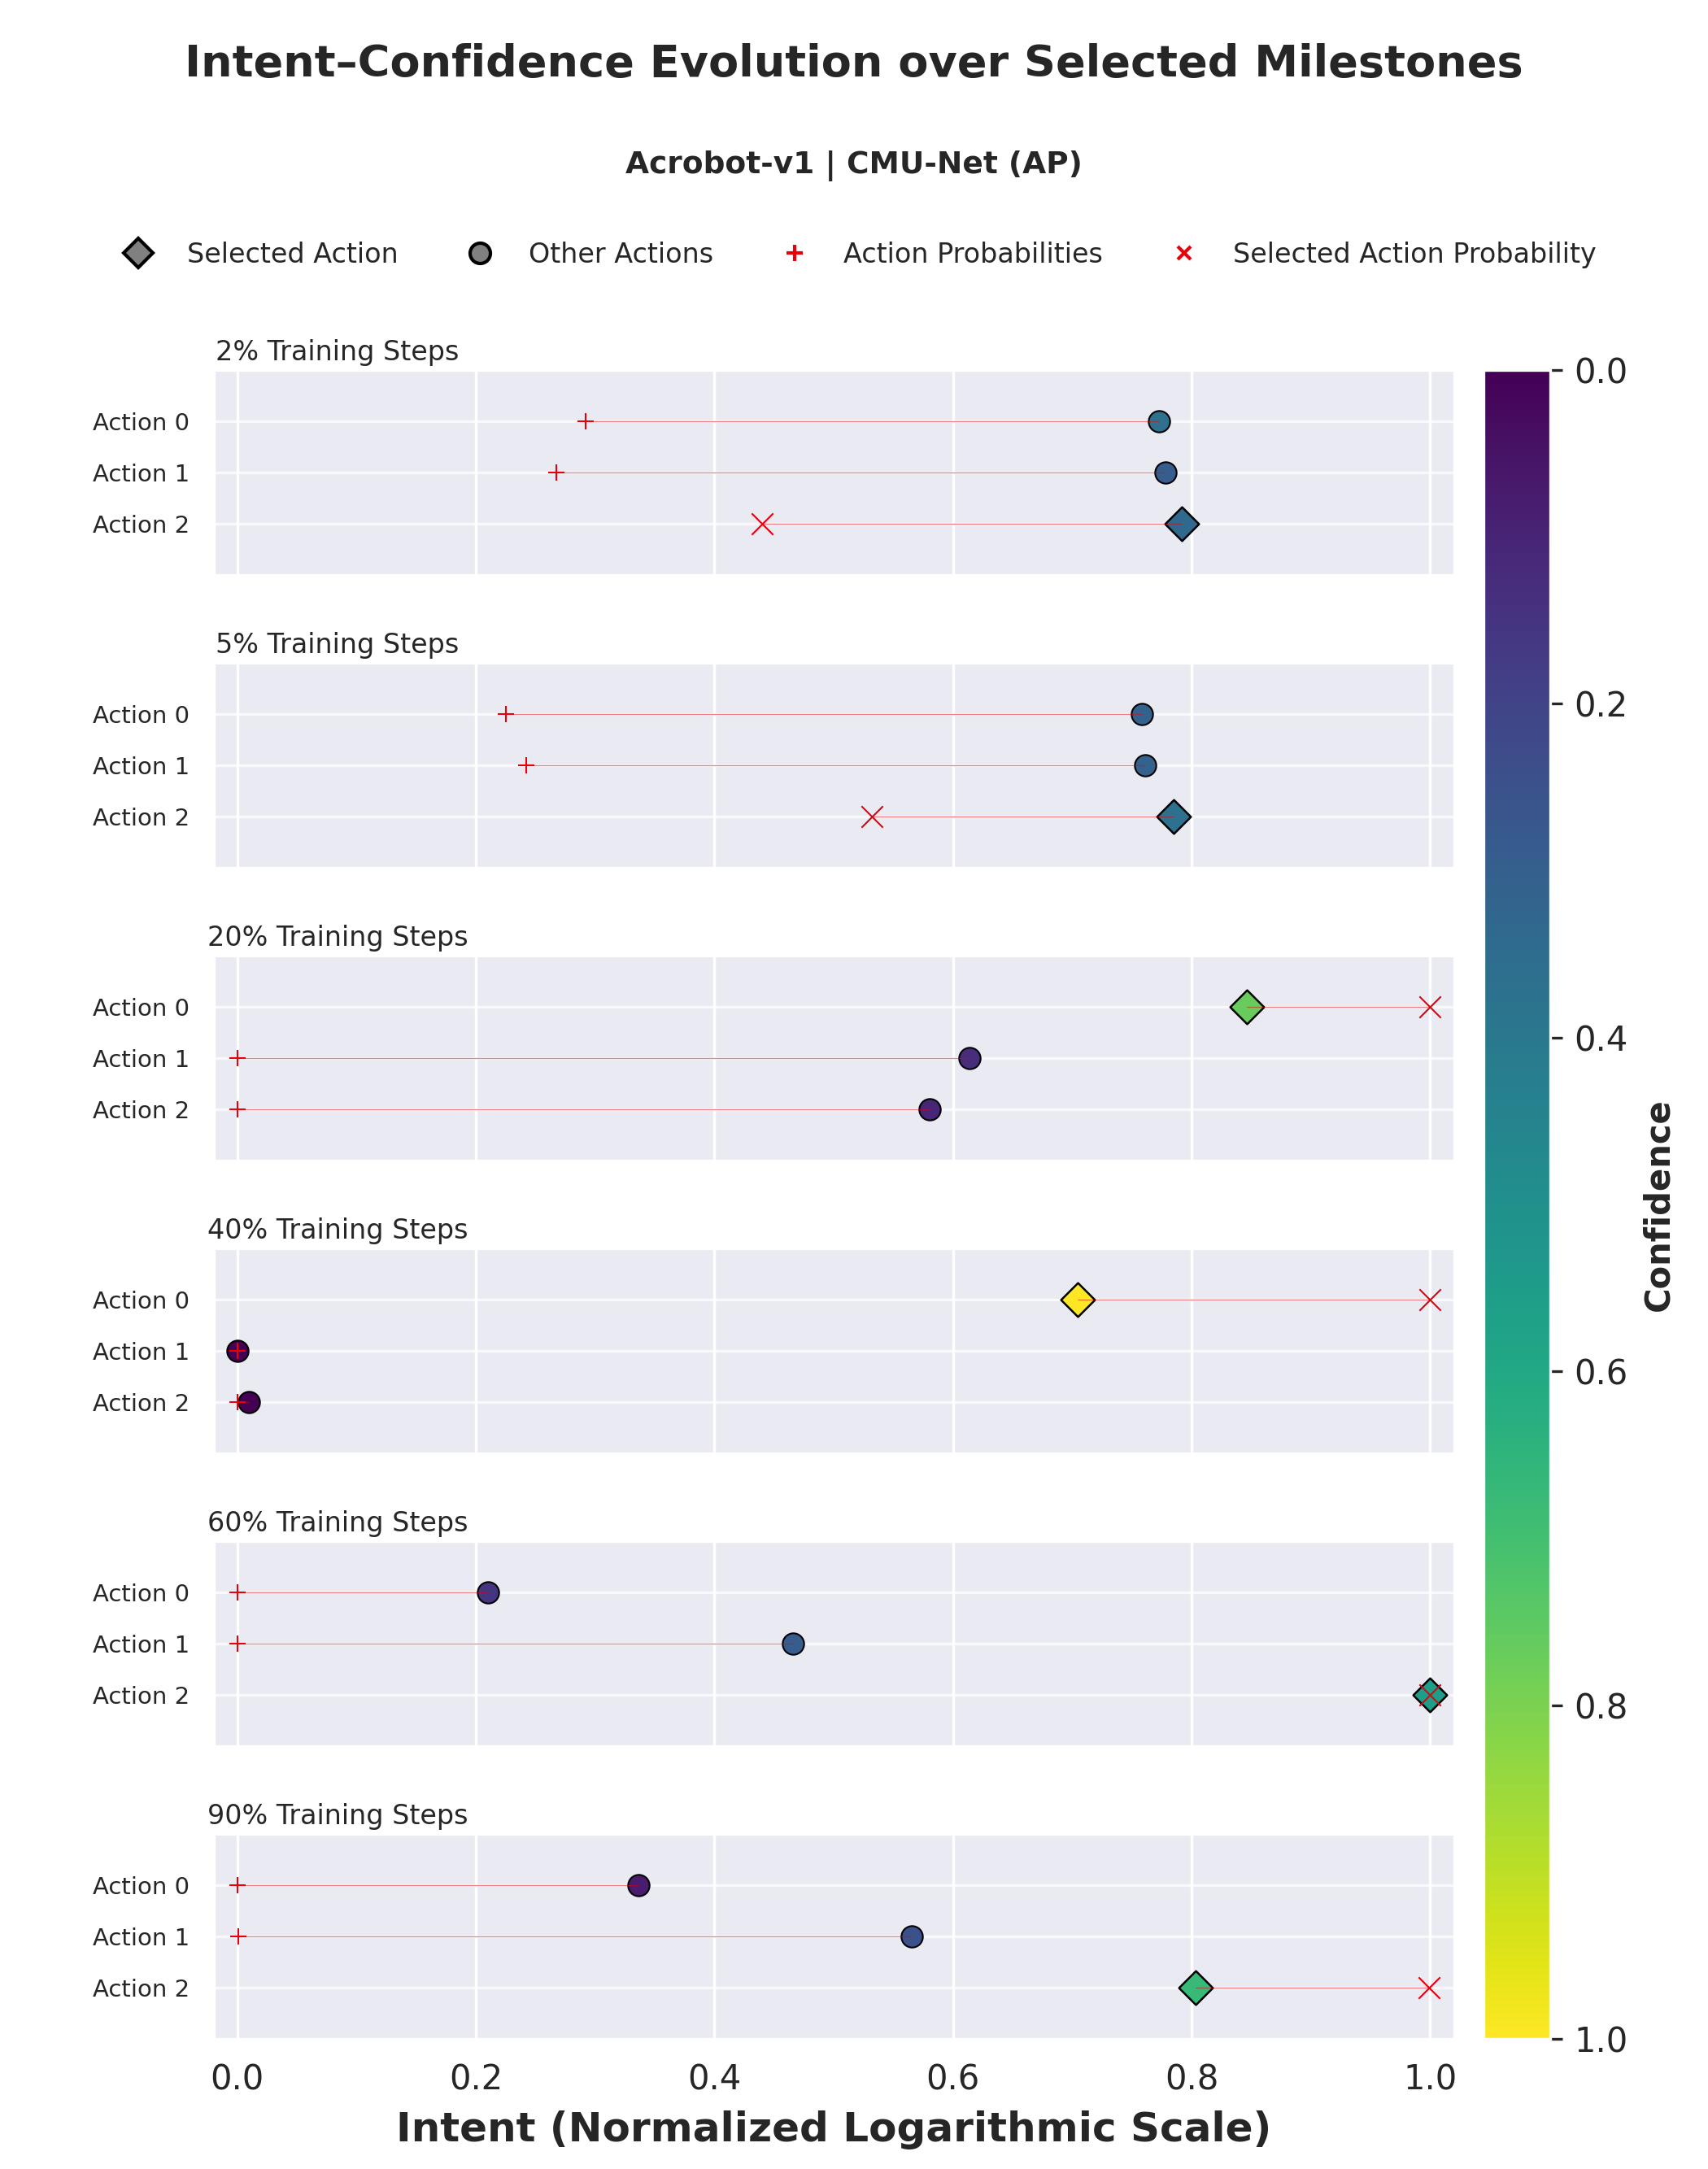 Intent–Confidence Evolution over Selected Milestones
Acrobot-v1 | CMU-Net (AP)
Selected Action
Other Actions
Action Probabilities
Selected Action Probability
2% Training Steps
Action 0
Action 1
Action 2
5% Training Steps
Action 0
Action 1
Action 2
20% Training Steps
Action 0
Action 1
Action 2
40% Training Steps
Action 0
Action 1
Action 2
60% Training Steps
Action 0
Action 1
Action 2
90% Training Steps
Action 0
Action 1
Action 2
0.0 0.2 0.4 0.6 0.8 1.0
Intent (Normalized Logarithmic Scale)
0.0
0.2
0.4
0.6
0.8
1.0
Confidence